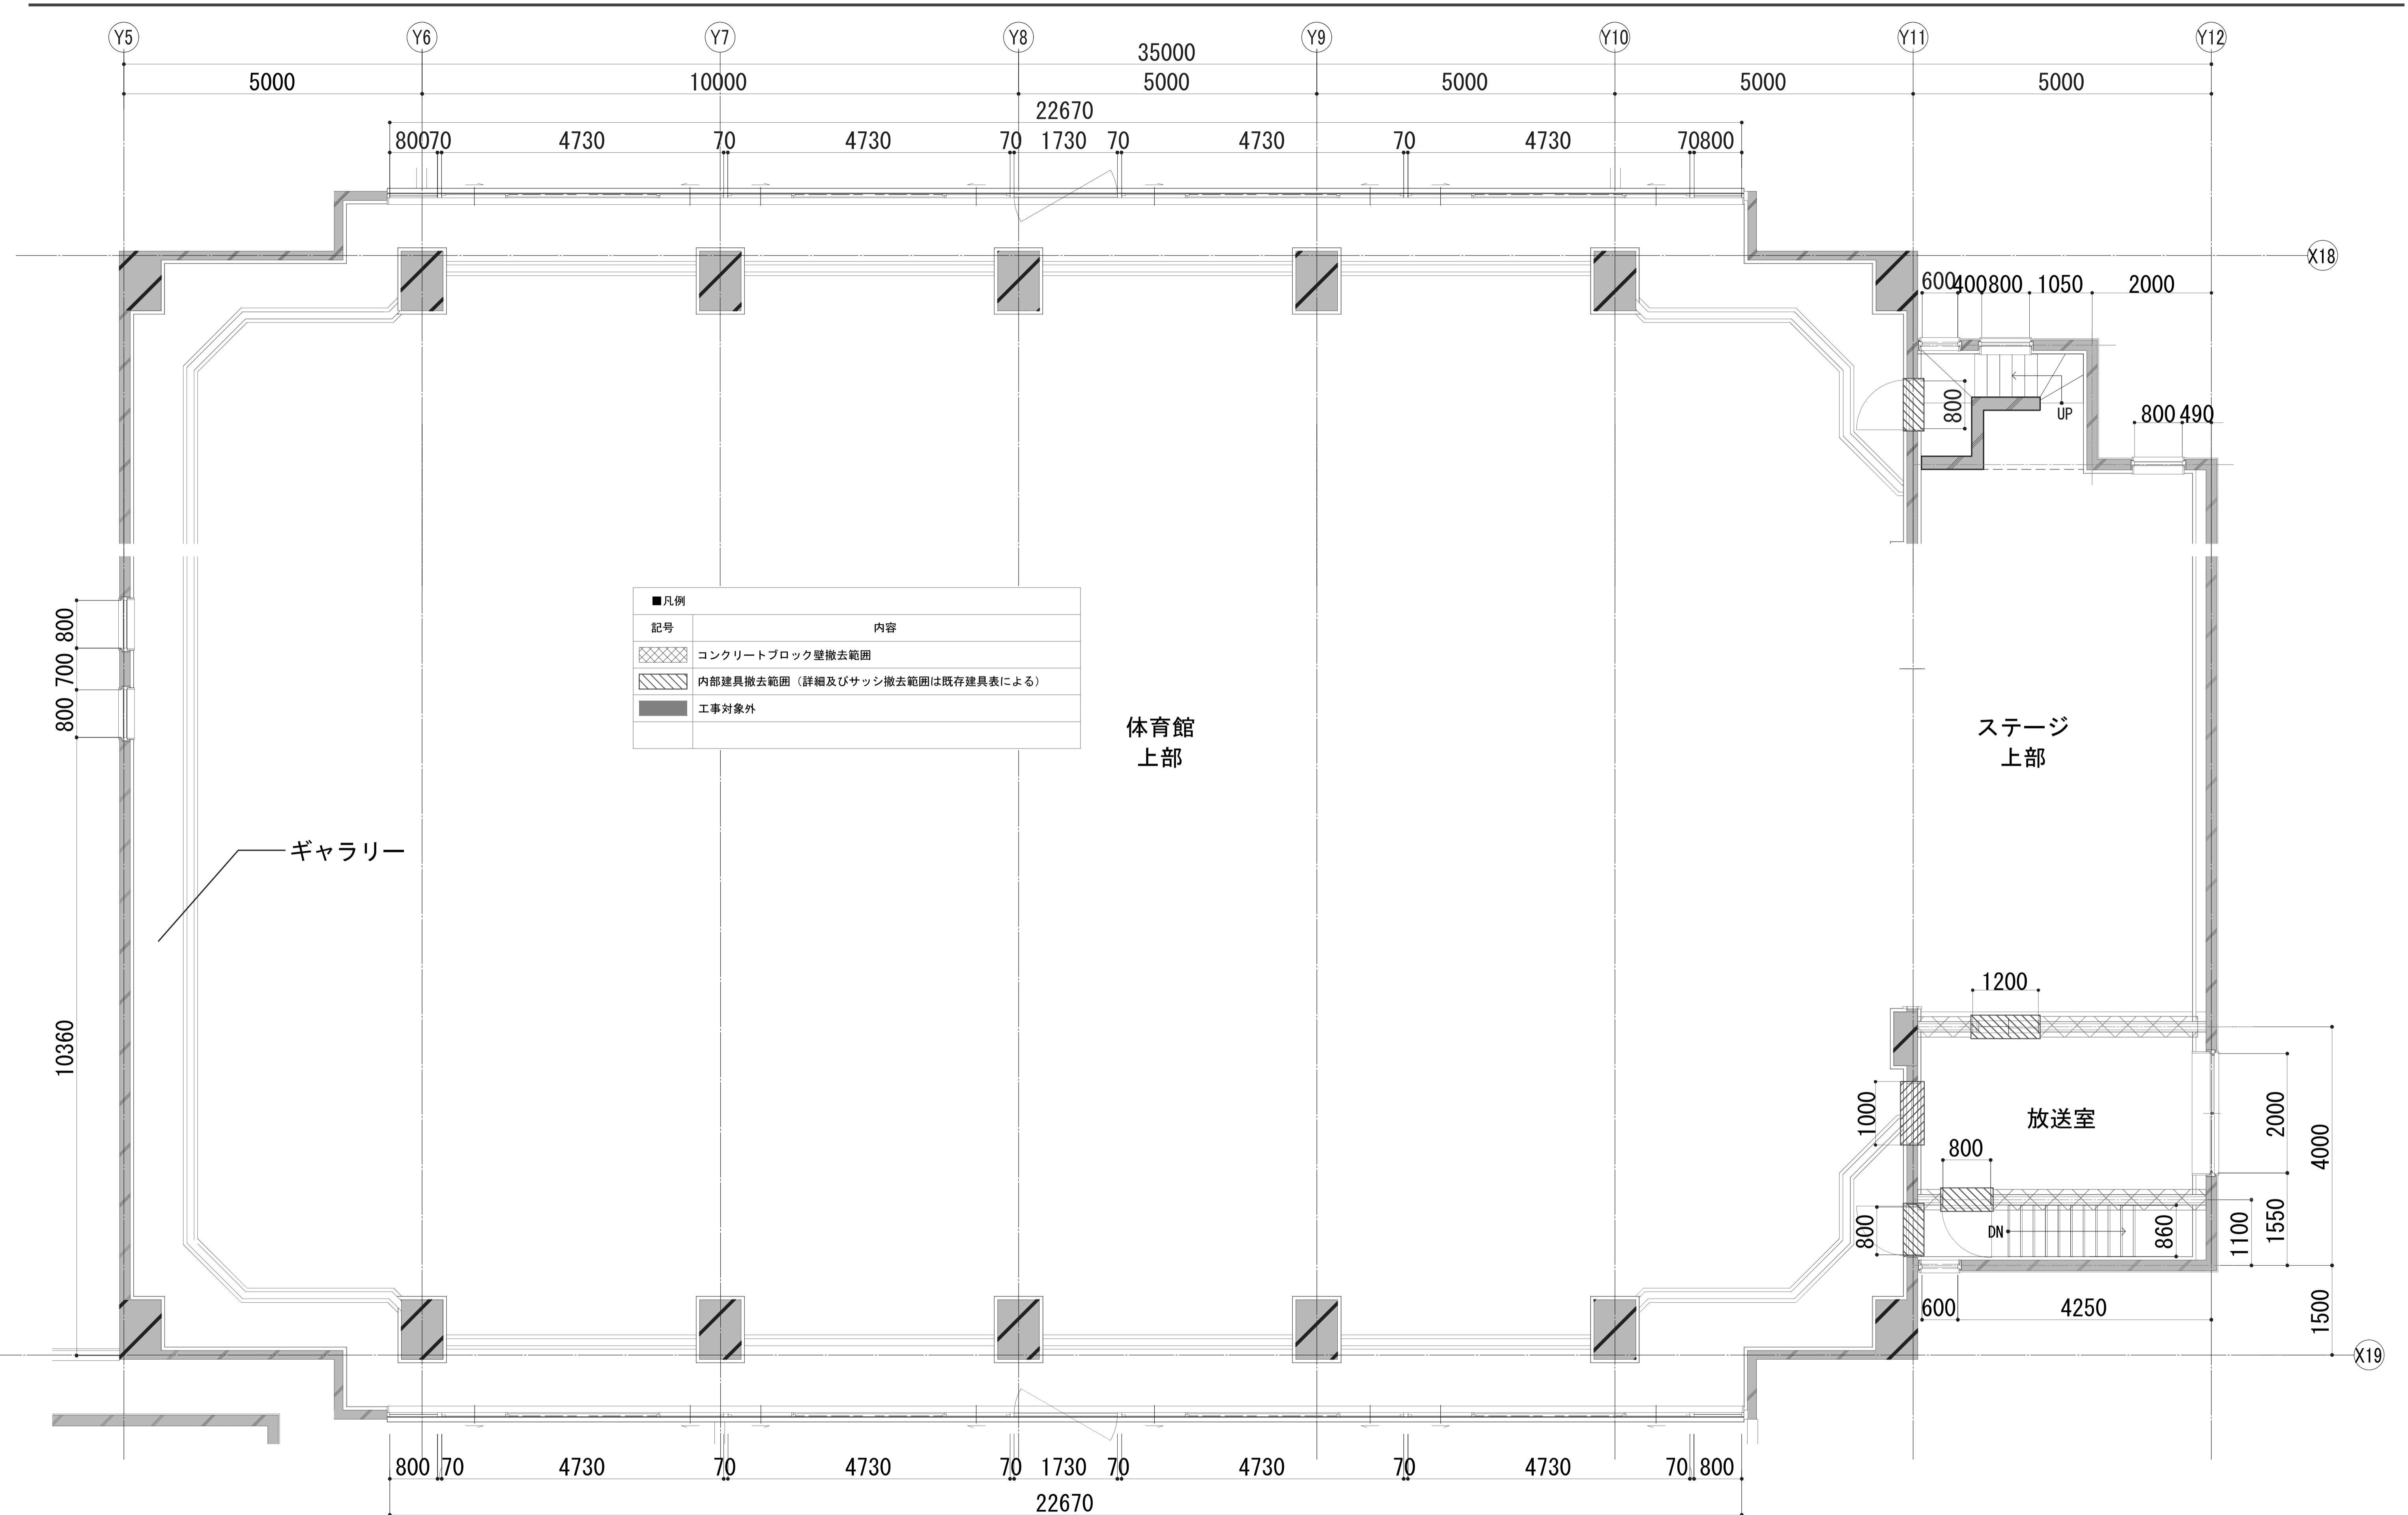 Y5 Y6 Y7 Y8 Y9 Y10 Y11 Y12
35000
5000 10000 5000 5000 5000 5000
22670
800 70 4730 70 4730 70 1730 70 4730 70 4730 70 800
X18
600 400 800 1050 2000
800
UP
800 490
■凡例
記号 内容
コンクリートブロック壁撤去範囲
内部建具撤去範囲（詳細及びサッシ撤去範囲は既存建具表による）
工事対象外
800
700
800
10360
体育館
上部
ステージ
上部
ギャラリー
1200
1000
放送室
800
800
DN
860
1100
2000
1550
4000
1500
600 4250
X19
800 70 4730 70 4730 70 1730 70 4730 70 4730 70 800
22670